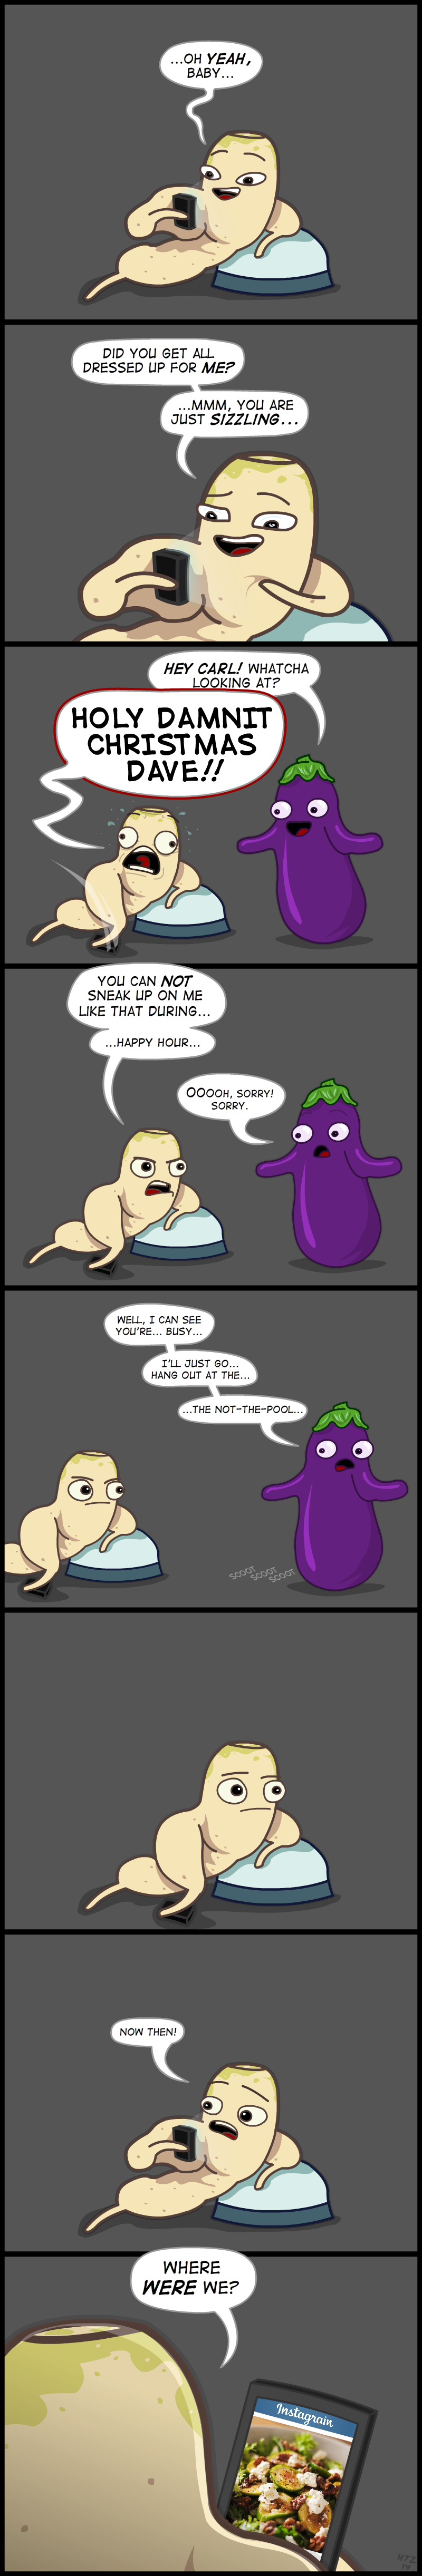 ...OH YEAH,
BABY...
DID YOU GET ALL
DRESSED UP FOR ME?
...MMM, YOU ARE
JUST SIZZLING...
HEY CARL! WHATCHA
LOOKING AT?
HOLY DAMNIT
CHRISTMAS
DAVE!!
YOU CAN NOT
SNEAK UP ON ME
LIKE THAT DURING...
...HAPPY HOUR...
OOOOH, SORRY!
SORRY.
WELL, I CAN SEE
YOU'RE... BUSY...
I'LL JUST GO...
HANG OUT AT THE...
...THE NOT-THE-POOL...
SCOOT
SCOOT
SCOOT
NOW THEN!
WHERE
WERE WE?
Instagrain